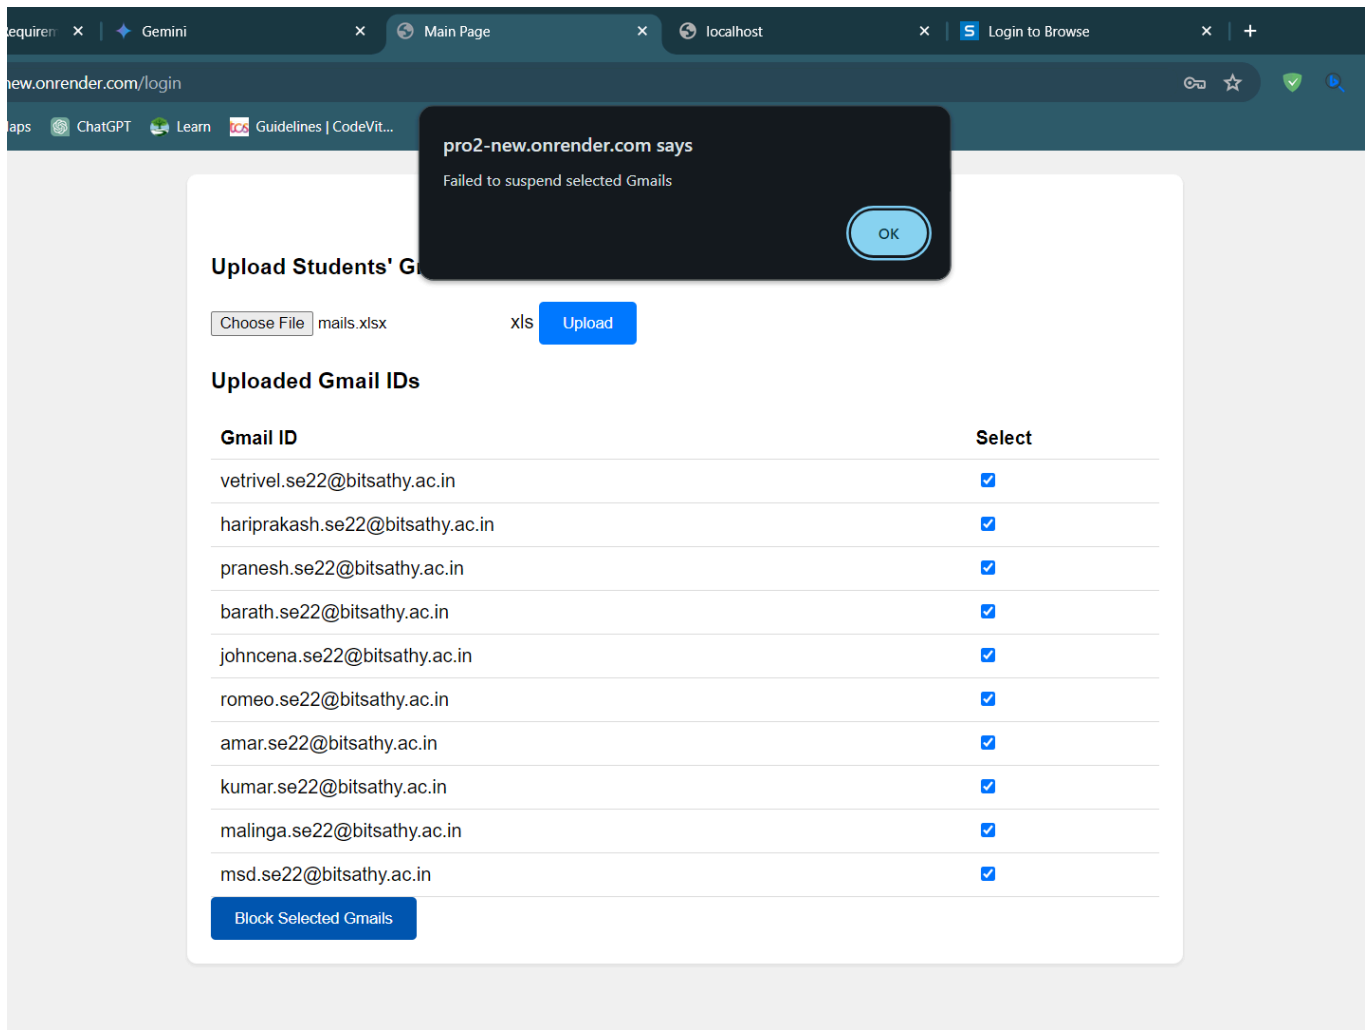 Gemini
Main Page
localhost
Login to Browse
new.onrender.com/login
ChatGPT
Learn
tcs
Guidelines | CodeVit...
pro2-new.onrender.com says
Failed to suspend selected Gmails
OK
Upload Students'
Choose File mails.xlsx xls Upload
Uploaded Gmail IDs
Gmail ID Select
vetrivel.se22@bitsathy.ac.in
hariprakash.se22@bitsathy.ac.in
pranesh.se22@bitsathy.ac.in
barath.se22@bitsathy.ac.in
johncena.se22@bitsathy.ac.in
romeo.se22@bitsathy.ac.in
amar.se22@bitsathy.ac.in
kumar.se22@bitsathy.ac.in
malinga.se22@bitsathy.ac.in
msd.se22@bitsathy.ac.in
Block Selected Gmails